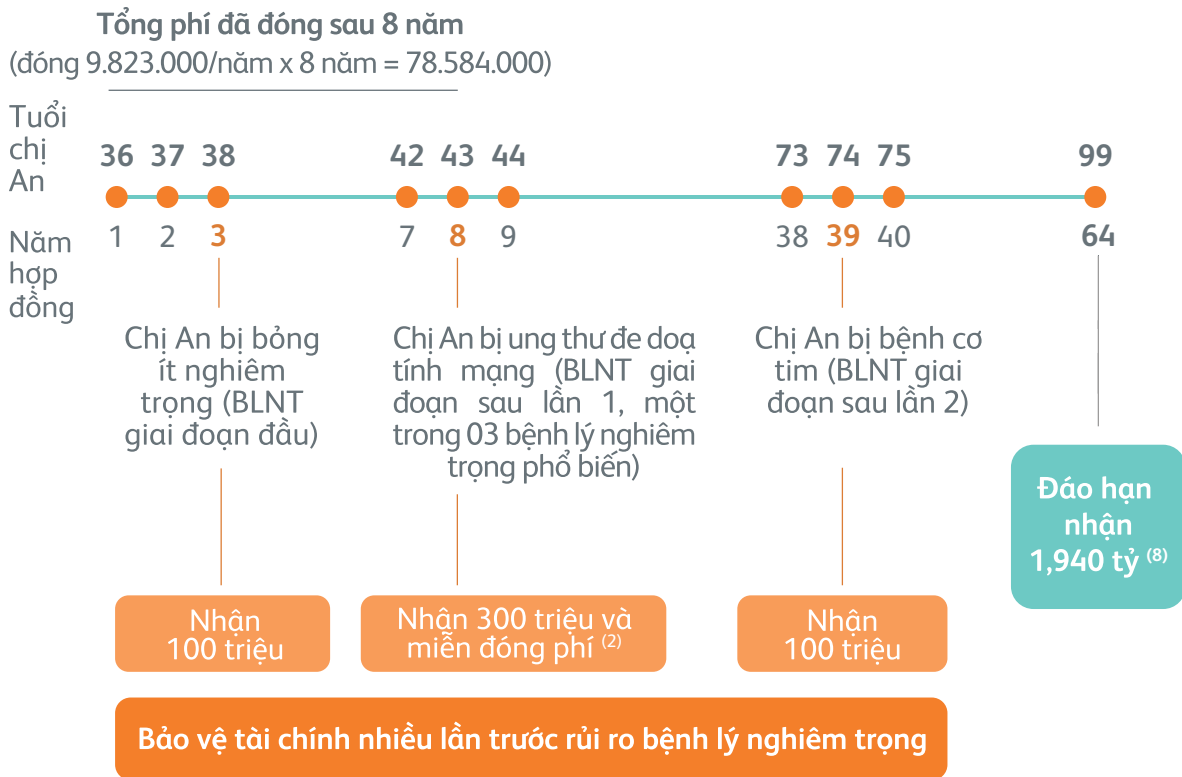 Tổng phí đã đóng sau 8 năm
(đóng 9.823.000/năm x 8 năm = 78.584.000)
Tuổi
chị
An
36 37 38 42 43 44 73 74 75 99
Năm
hợp
đồng
1 2 3 7 8 9 38 39 40 64
Chị An bị bỏng
ít nghiêm
trọng (BLNT
giai đoạn đầu)
Chị An bị ung thư đe doạ
tính mạng (BLNT giai
đoạn sau lần 1, một
trong 03 bệnh lý nghiêm
trọng phổ biến)
Chị An bị bệnh cơ
tim (BLNT giai
đoạn sau lần 2)
Đáo hạn
nhận
1,940 tỷ (8)
Nhận
100 triệu
Nhận 300 triệu và
miễn đóng phí (2)
Nhận
100 triệu
Bảo vệ tài chính nhiều lần trước rủi ro bệnh lý nghiêm trọng